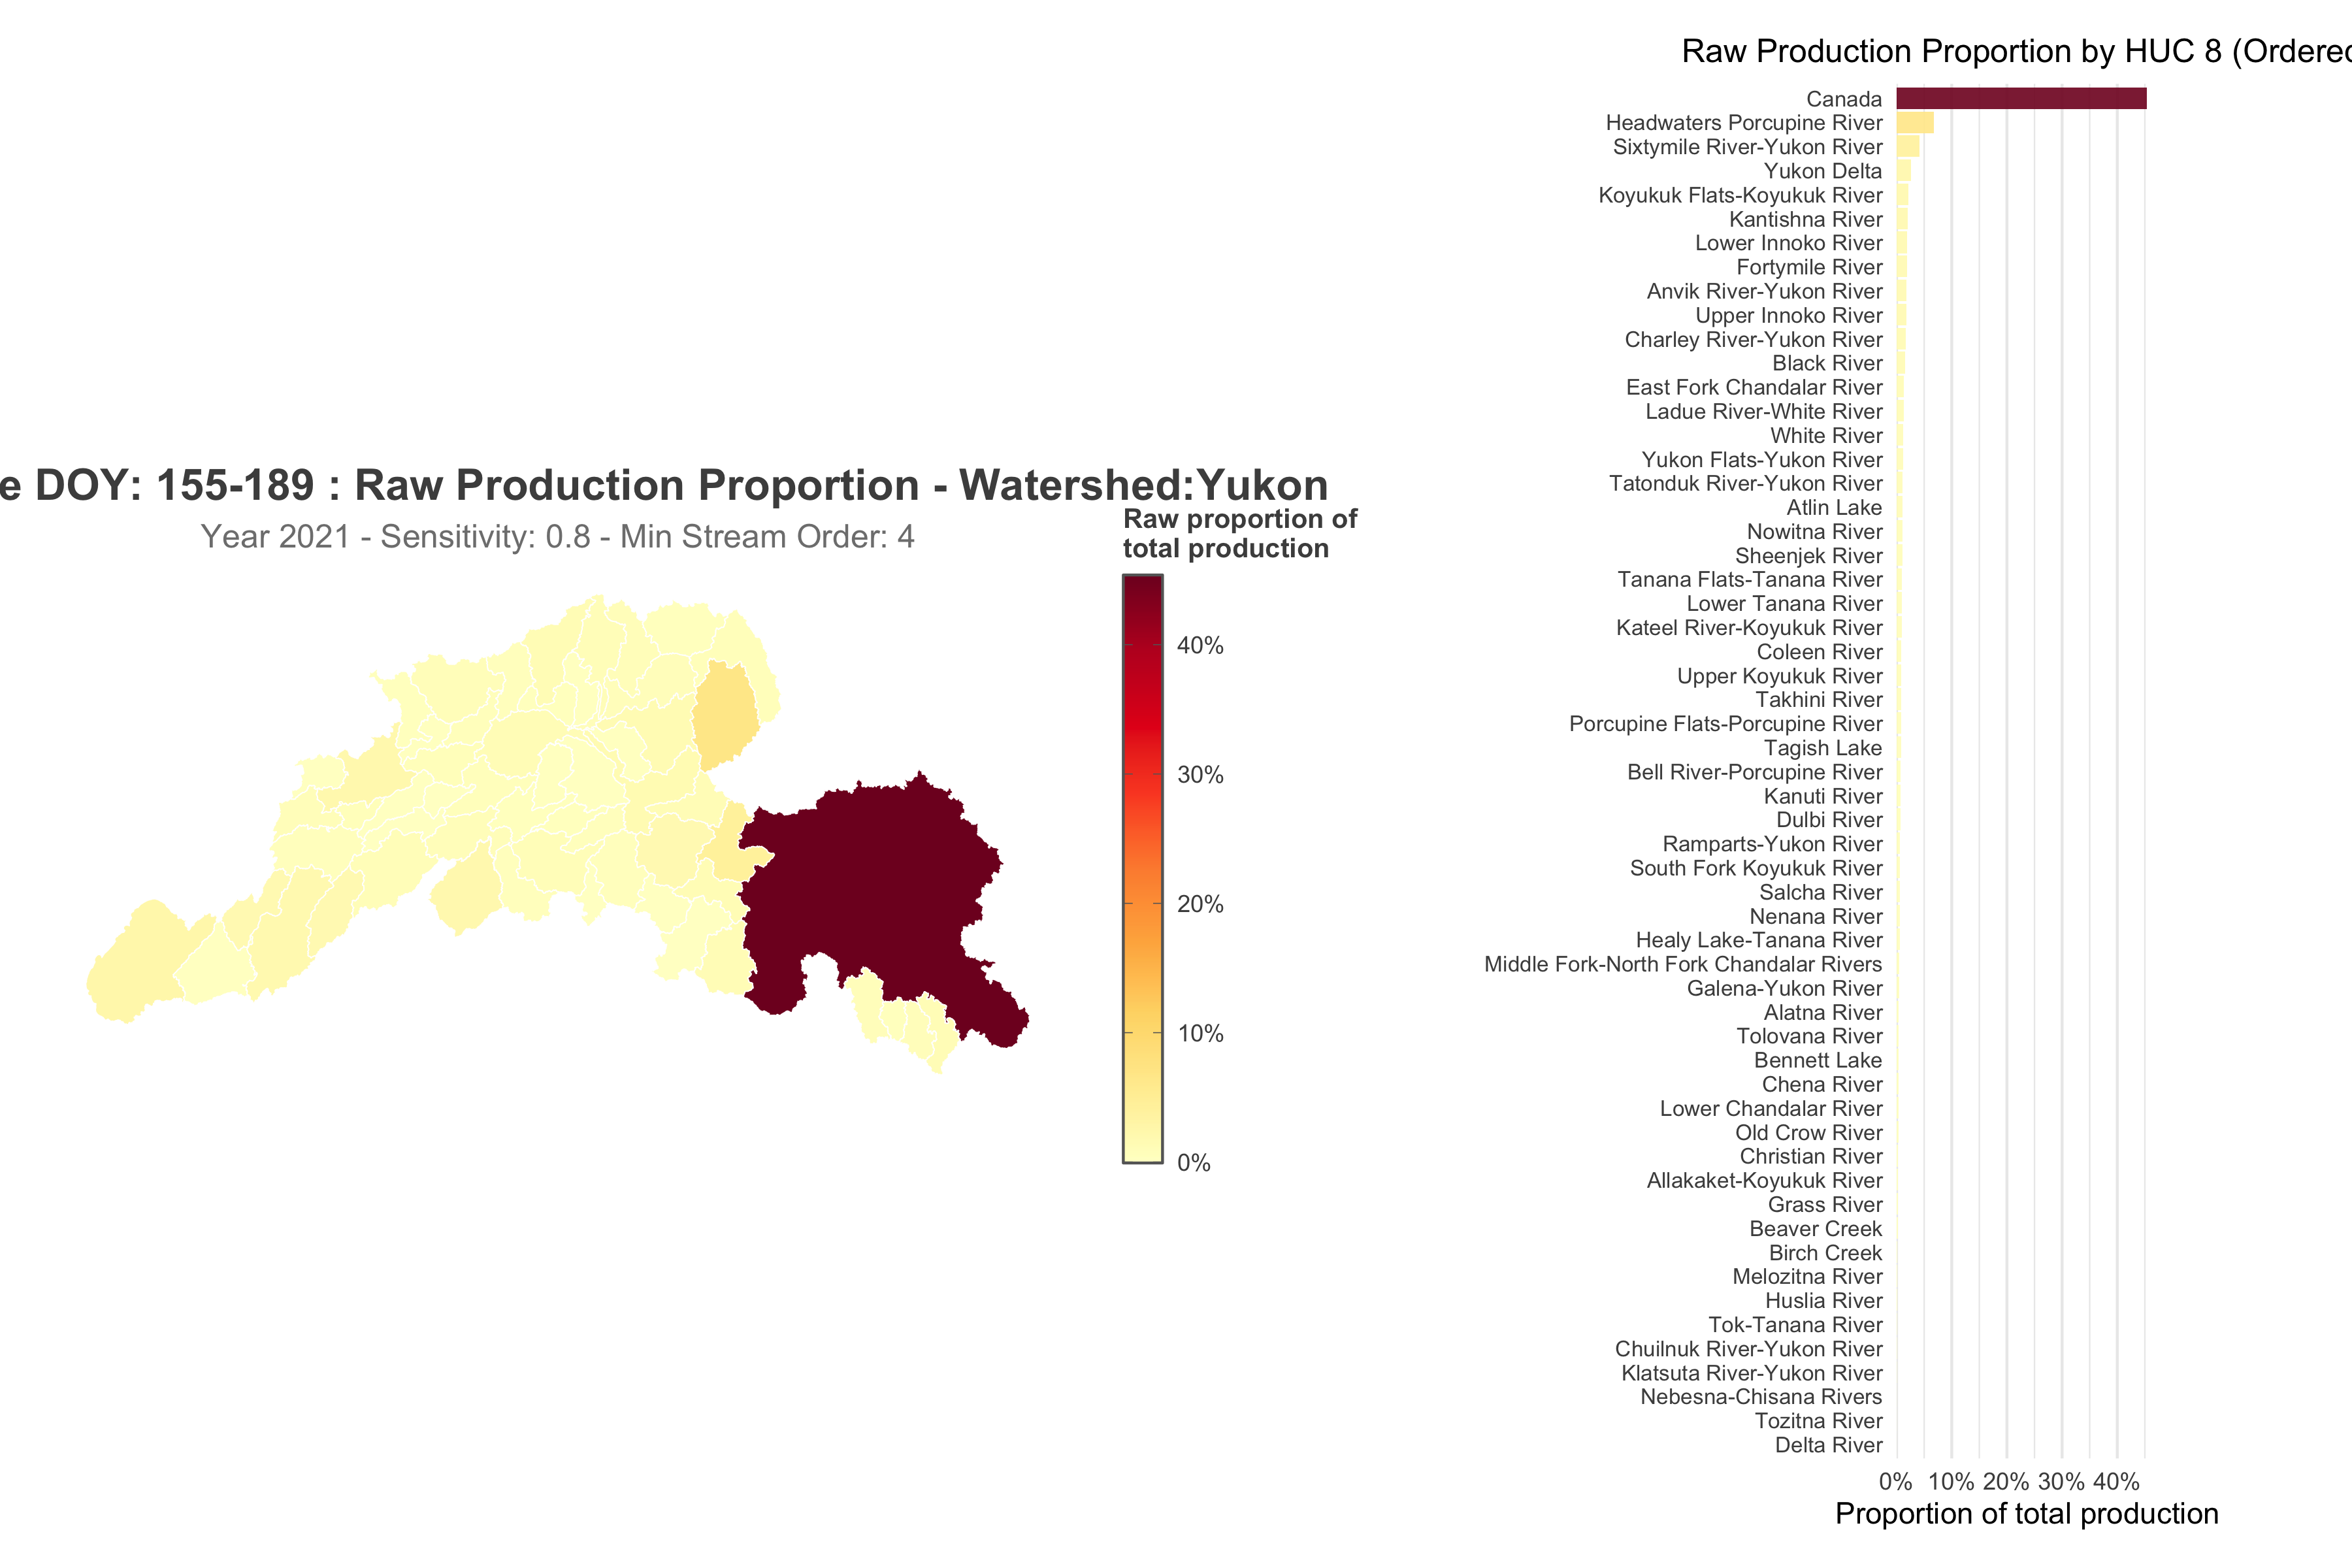 e DOY: 155-189 : Raw Production Proportion - Watershed:Yukon
Year 2021 - Sensitivity: 0.8 - Min Stream Order: 4
Raw proportion of
total production
40%
30%
20%
10%
0%
Raw Production Proportion by HUC 8 (Ordered
Canada
Headwaters Porcupine River
Sixtymile River-Yukon River
Yukon Delta
Koyukuk Flats-Koyukuk River
Kantishna River
Lower Innoko River
Fortymile River
Anvik River-Yukon River
Upper Innoko River
Charley River-Yukon River
Black River
East Fork Chandalar River
Ladue River-White River
White River
Yukon Flats-Yukon River
Tatonduk River-Yukon River
Atlin Lake
Nowitna River
Sheenjek River
Tanana Flats-Tanana River
Lower Tanana River
Kateel River-Koyukuk River
Coleen River
Upper Koyukuk River
Takhini River
Porcupine Flats-Porcupine River
Tagish Lake
Bell River-Porcupine River
Kanuti River
Dulbi River
Ramparts-Yukon River
South Fork Koyukuk River
Salcha River
Nenana River
Healy Lake-Tanana River
Middle Fork-North Fork Chandalar Rivers
Galena-Yukon River
Alatna River
Tolovana River
Bennett Lake
Chena River
Lower Chandalar River
Old Crow River
Christian River
Allakaket-Koyukuk River
Grass River
Beaver Creek
Birch Creek
Melozitna River
Huslia River
Tok-Tanana River
Chuilnuk River-Yukon River
Klatsuta River-Yukon River
Nebesna-Chisana Rivers
Tozitna River
Delta River
0% 10% 20% 30% 40%
Proportion of total production